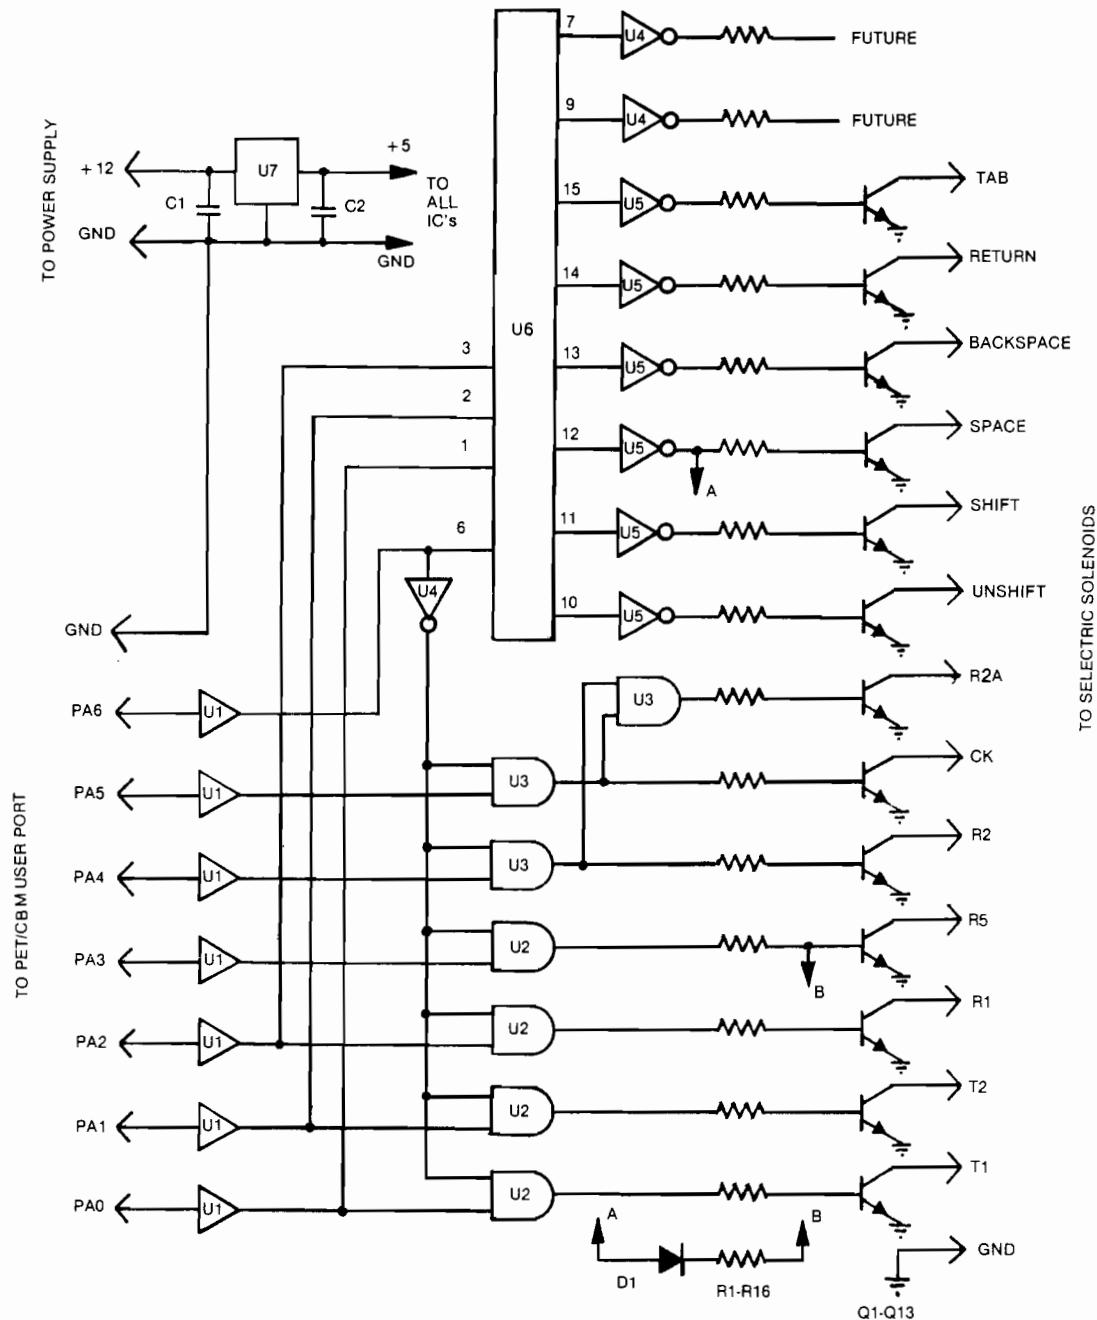 7
U4
FUTURE
9
U4
FUTURE
TO POWER SUPPLY
+12
U7
+5
TO
ALL
IC's
C1
C2
GND
GND
15
U5
TAB
14
U5
RETURN
U6
3
13
U5
BACKSPACE
2
12
U5
SPACE
A
1
11
U5
SHIFT
6
U4
10
U5
UNSHIFT
TO SELECTRIC SOLENOIDS
GND
U3
R2A
PA6
U1
CK
PA5
U1
U3
R2
PA4
U1
U3
TO PET/CBM USER PORT
R5
PA3
U1
U2
B
R1
PA2
U1
U2
T2
PA1
U1
U2
T1
PA0
U1
U2
A
B
D1
R1-R16
GND
Q1-Q13